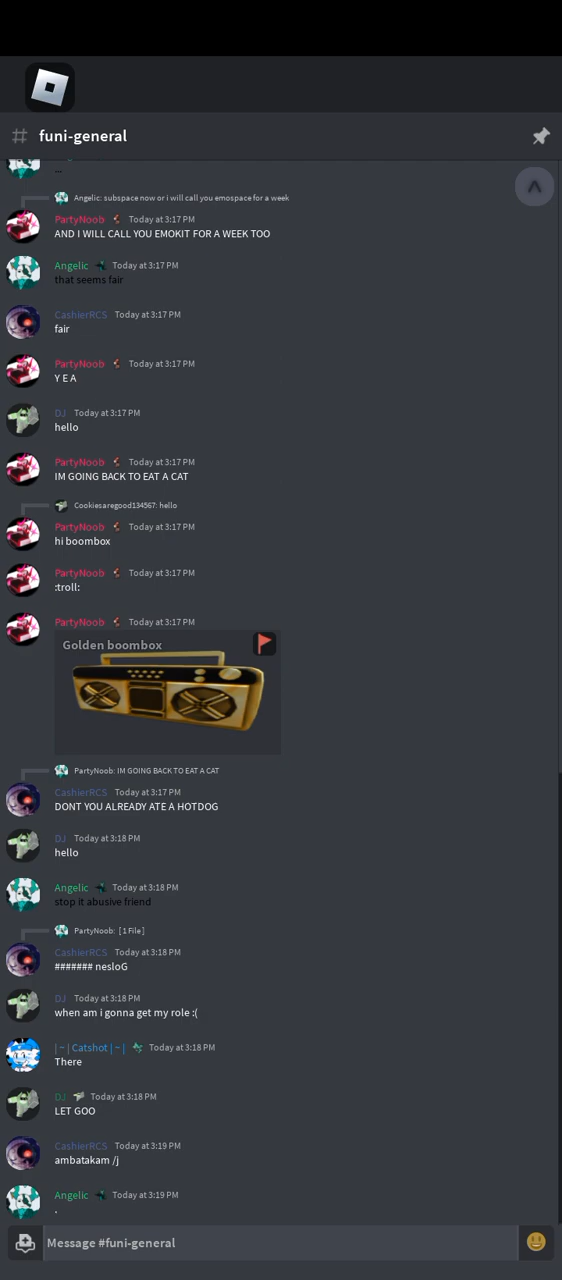 # funi-general
...
Angelic: subspace now or i will call you emospace for a week
PartyNoob Today at 3:17 PM
AND I WILL CALL YOU EMOKIT FOR A WEEK TOO
Angelic Today at 3:17 PM
that seems fair
CashierRCS Today at 3:17 PM
fair
PartyNoob Today at 3:17 PM
Y E A
DJ Today at 3:17 PM
hello
PartyNoob Today at 3:17 PM
IM GOING BACK TO EAT A CAT
Cookiesaregood134567: hello
PartyNoob Today at 3:17 PM
hi boombox
PartyNoob Today at 3:17 PM
:troll:
PartyNoob Today at 3:17 PM
Golden boombox
PartyNoob: IM GOING BACK TO EAT A CAT
CashierRCS Today at 3:17 PM
DONT YOU ALREADY ATE A HOTDOG
DJ Today at 3:18 PM
hello
Angelic Today at 3:18 PM
stop it abusive friend
PartyNoob: [1 File]
CashierRCS Today at 3:18 PM
####### nesloG
DJ Today at 3:18 PM
when am i gonna get my role :(
| ~ | Catshot | ~ | Today at 3:18 PM
There
DJ Today at 3:18 PM
LET GOO
CashierRCS Today at 3:19 PM
ambatakam /j
Angelic Today at 3:19 PM
.
Message #funi-general